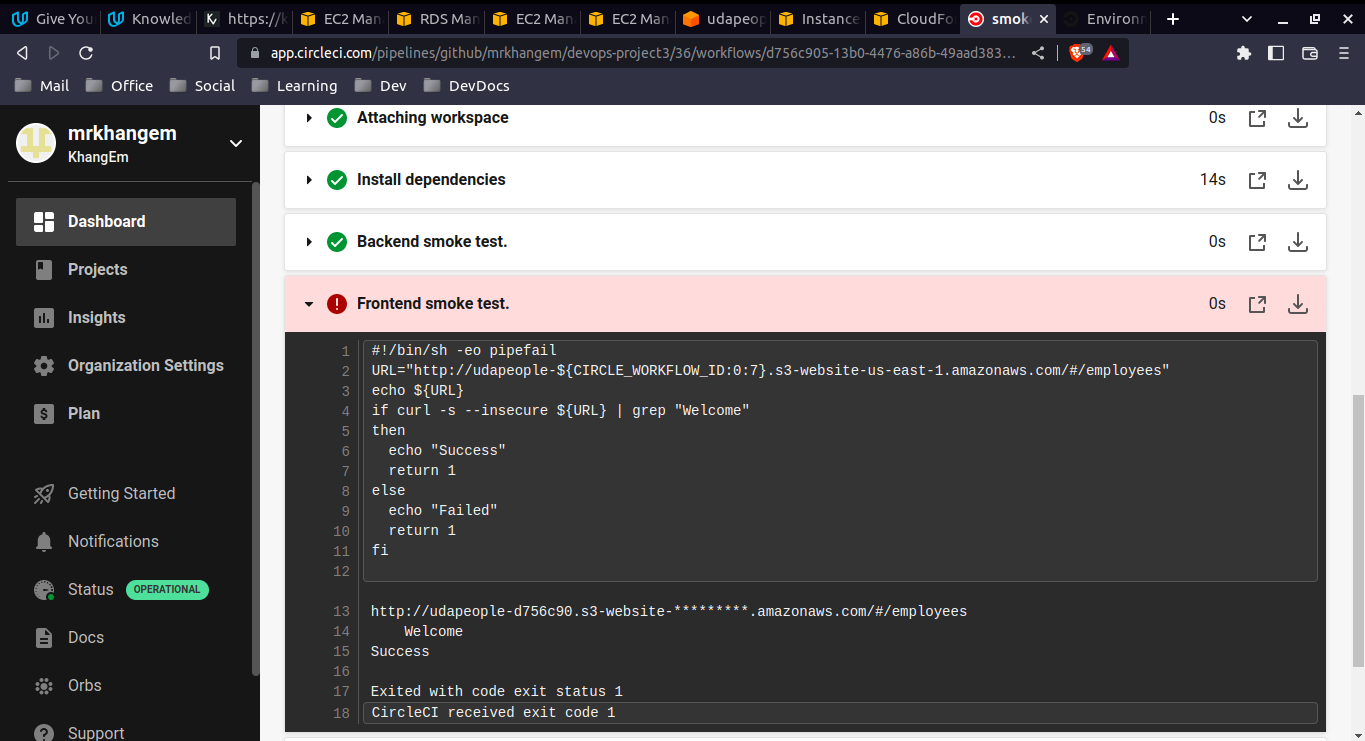 Give You
Knowled
https://k
EC2 Man
RDS Man
EC2 Man
EC2 Man
udapeop
Instance
CloudFo
smok
Environm
app.circleci.com/pipelines/github/mrkhangem/devops-project3/36/workflows/d756c905-13b0-4476-a86b-49aad383...
54
Mail
Office
Social
Learning
Dev
DevDocs
mrkhangem
KhangEm
Dashboard
Projects
Insights
Organization Settings
Plan
Getting Started
Notifications
Status OPERATIONAL
Docs
Orbs
Support
Attaching workspace 0s
Install dependencies 14s
Backend smoke test. 0s
Frontend smoke test. 0s
1 #!/bin/sh -eo pipefail
2 URL="http://udapeople-${CIRCLE_WORKFLOW_ID:0:7}.s3-website-us-east-1.amazonaws.com/#/employees"
3 echo ${URL}
4 if curl -s --insecure ${URL} | grep "Welcome"
5 then
6 echo "Success"
7 return 1
8 else
9 echo "Failed"
10 return 1
11 fi
12
13 http://udapeople-d756c90.s3-website-*********.amazonaws.com/#/employees
14 Welcome
15 Success
16
17 Exited with code exit status 1
18 CircleCI received exit code 1